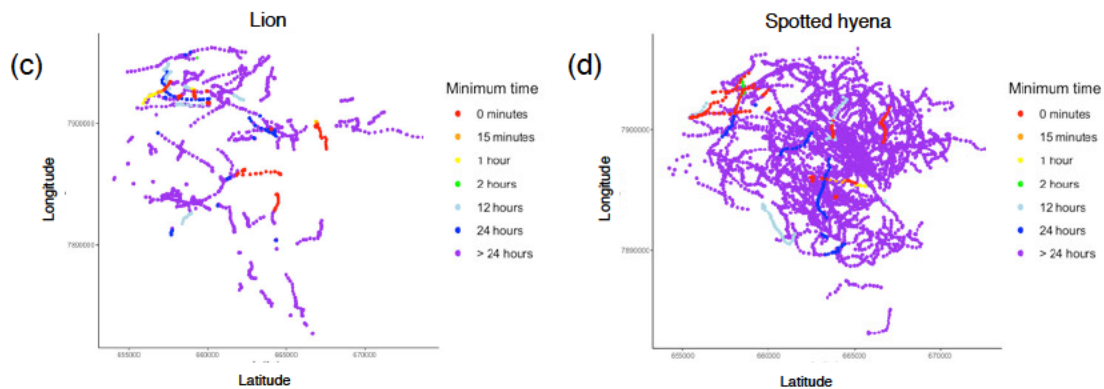 Lion
Spotted hyena
(c)
Longitude
7900000
7890000
655000 660000 665000 670000
Latitude
Minimum time
0 minutes
15 minutes
1 hour
2 hours
12 hours
24 hours
> 24 hours
(d)
Longitude
7900000
7890000
655000 660000 665000 670000
Latitude
Minimum time
0 minutes
15 minutes
1 hour
2 hours
12 hours
24 hours
> 24 hours